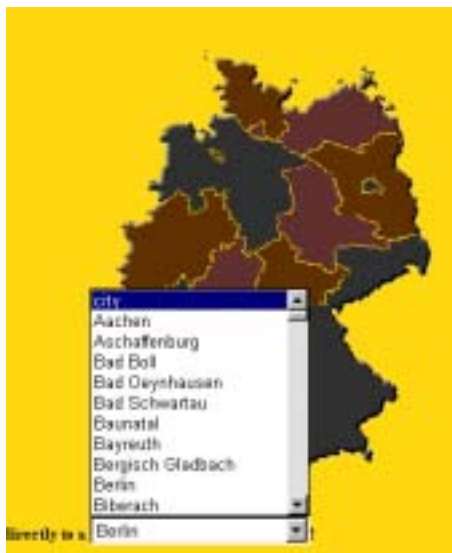 city
Aachen
Aschaffenburg
Bad Boll
Bad Oeynhausen
Bad Schwartau
Baunatal
Bayreuth
Bergisch Gladbach
Berlin
Biberach
directly to a Berlin !